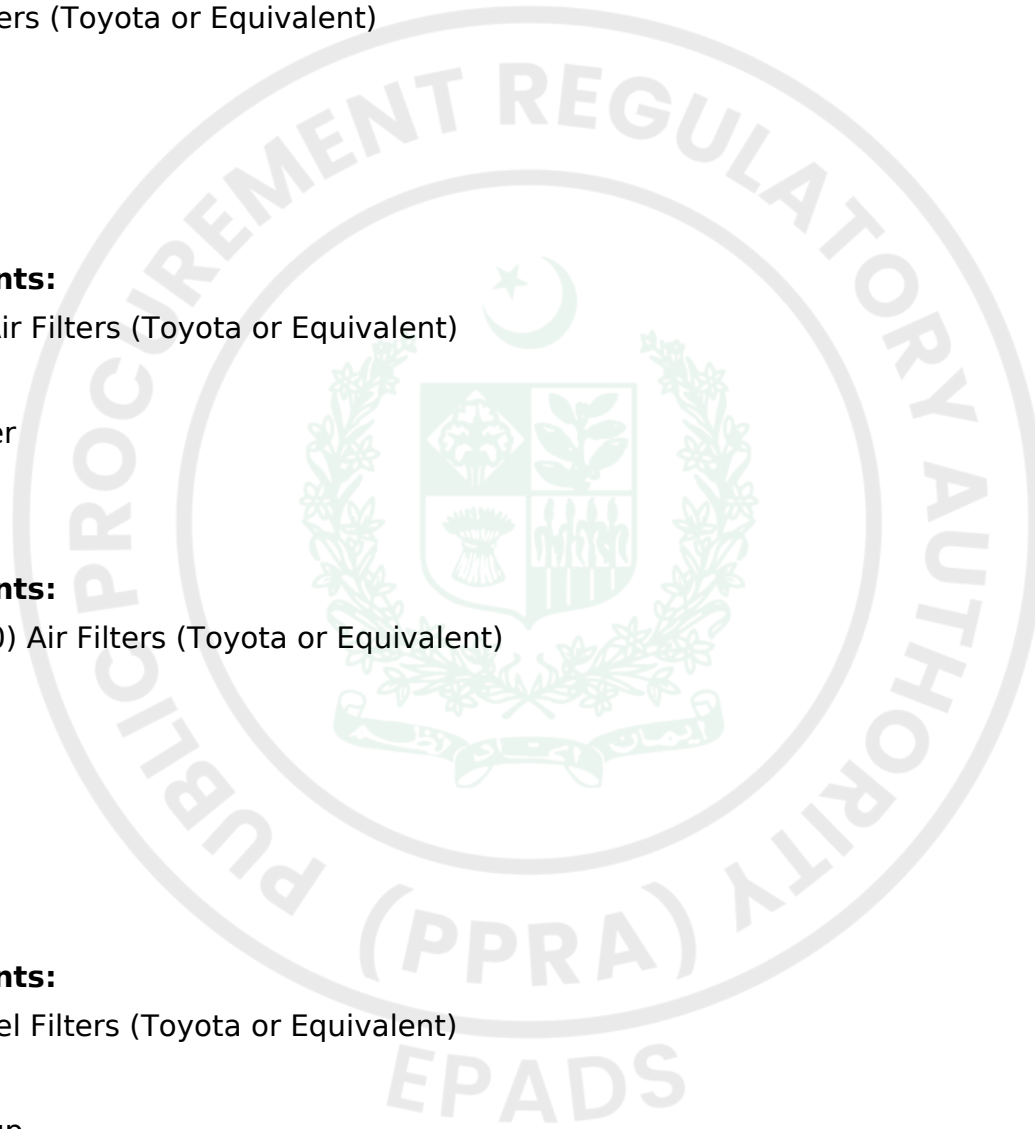 ers (Toyota or Equivalent)
nts:
ir Filters (Toyota or Equivalent)
er
nts:
0) Air Filters (Toyota or Equivalent)
nts:
el Filters (Toyota or Equivalent)
PUBLIC PROCUREMENT REGULATORY AUTHORITY
(PPRA)
EPADS